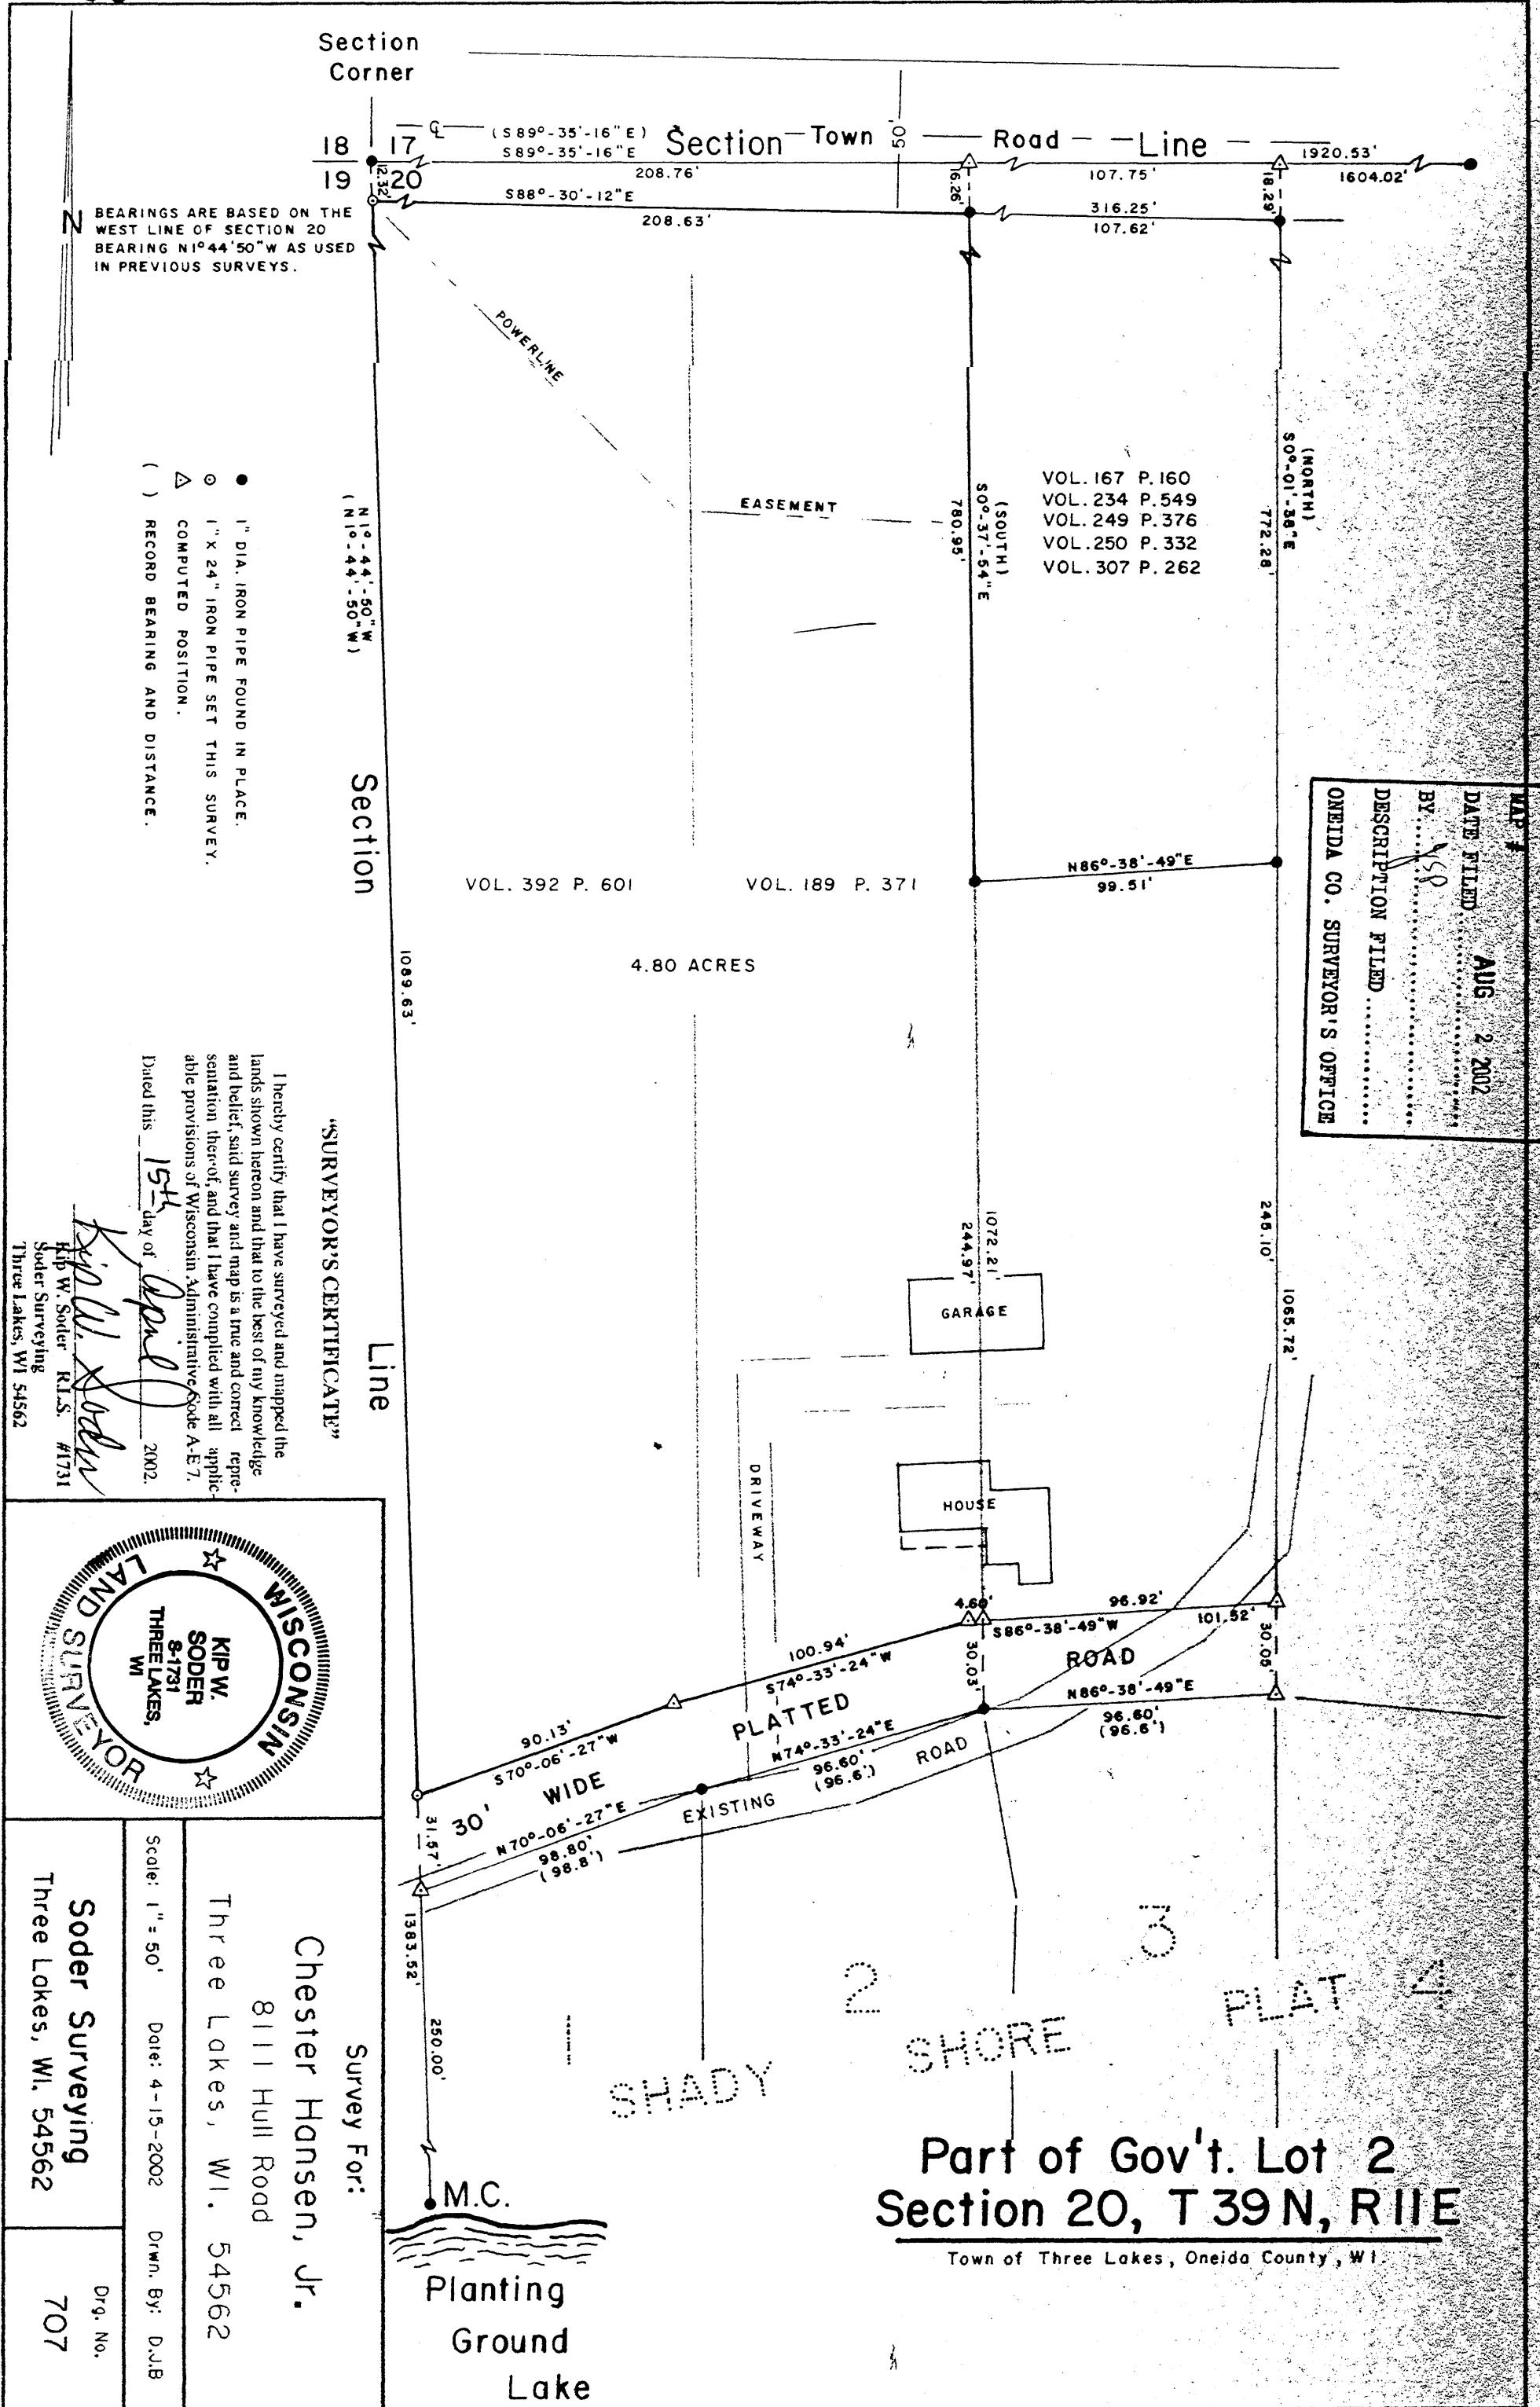 Section
Corner
18 17
19 20
℄
(S89°-35'-16"E)
S89°-35'-16"E
Section Town Road Line
50'
1920.53'
208.76'
107.75'
1604.02'
12.32'
S88°-30'-12"E
208.63'
16.26'
316.25'
107.62'
18.29'
N
BEARINGS ARE BASED ON THE
WEST LINE OF SECTION 20
BEARING N1°44'50"W AS USED
IN PREVIOUS SURVEYS.
POWERLINE
EASEMENT
(SOUTH)
S0°-37'-54"E
780.95'
VOL. 167 P. 160
VOL. 234 P. 549
VOL. 249 P. 376
VOL. 250 P. 332
VOL. 307 P. 262
(NORTH)
S0°-01'-38"E
772.28'
● 1" DIA. IRON PIPE FOUND IN PLACE.
⊙ 1" X 24" IRON PIPE SET THIS SURVEY.
△ COMPUTED POSITION.
( ) RECORD BEARING AND DISTANCE.
N1°-44'-50"W
(N1°-44'-50"W)
Section
Line
1089.63'
VOL. 392 P. 601
VOL. 189 P. 371
4.80 ACRES
N86°-38'-49"E
99.51'
MAP #
DATE FILED AUG 2 2002
BY
DESCRIPTION FILED
ONEIDA CO. SURVEYOR'S OFFICE
1072.21'
244.97'
245.10'
1065.72'
GARAGE
HOUSE
DRIVEWAY
"SURVEYOR'S CERTIFICATE"
I hereby certify that I have surveyed and mapped the
lands shown hereon and that to the best of my knowledge
and belief, said survey and map is a true and correct repre-
sentation thereof, and that I have complied with all applic-
able provisions of Wisconsin Administrative Code A-E 7.
Dated this 15th day of April 2002.
Kip W. Soder
Kip W. Soder R.L.S. #1731
Soder Surveying
Three Lakes, WI 54562
WISCONSIN
LAND SURVEYOR
KIP W.
SODER
S-1731
THREE LAKES,
WI
4.60'
96.92'
S86°-38'-49"W
101.52'
100.94'
S74°-33'-24"W
30.03'
30.05'
ROAD
N86°-38'-49"E
96.60'
(96.6')
90.13'
S70°-06'-27"W
PLATTED
N74°-33'-24"E
96.60'
(96.6')
30' WIDE
EXISTING ROAD
N70°-06'-27"E
98.80'
(98.8')
31.57'
1383.52'
250.00'
2
3
4
SHADY SHORE PLAT
M.C.
Planting
Ground
Lake
Part of Gov't. Lot 2
Section 20, T 39 N, R 11 E
Town of Three Lakes, Oneida County, WI.
Survey For:
Chester Hansen, Jr.
8111 Hull Road
Three Lakes, WI. 54562
Scale: 1" = 50' Date: 4-15-2002 Drwn. By: D.J.B
Soder Surveying
Three Lakes, WI. 54562
Drg. No.
707